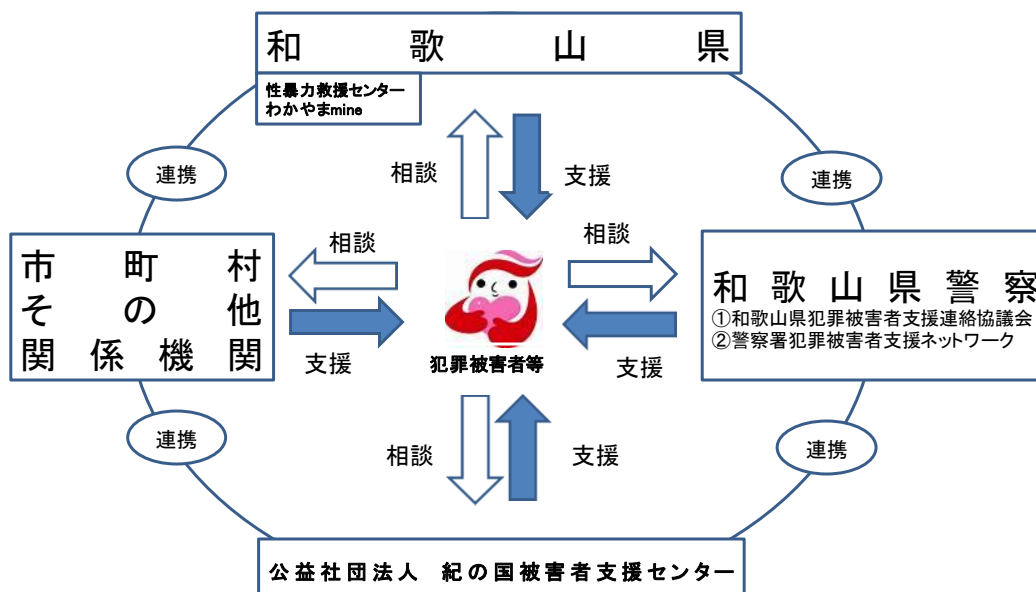 和歌山県
性暴力救援センター
わかやまmine
連携
連携
相談
支援
市町村
その他
関係機関
相談
支援
相談
支援
和歌山県警察
①和歌山県犯罪被害者支援連絡協議会
②警察署犯罪被害者支援ネットワーク
犯罪被害者等
連携
連携
相談
支援
公益社団法人 紀の国被害者支援センター